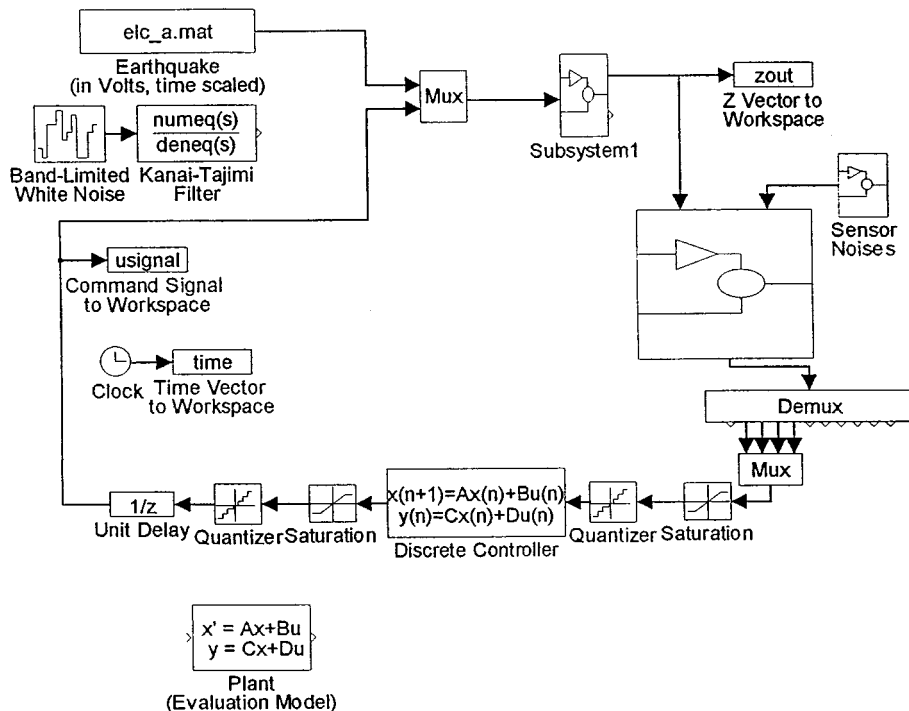 elc_a.mat
Earthquake
(in Volts, time scaled)
Mux
Subsystem1
zout
Z Vector to
Workspace
Band-Limited
White Noise
numeq(s)
deneq(s)
Kanai-Tajimi
Filter
Sensor
Noises
usignal
Command Signal
to Workspace
Clock
time
Time Vector
to Workspace
Demux
Mux
1/z
Unit Delay
Quantizer
Saturation
x(n+1)=Ax(n)+Bu(n)
y(n)=Cx(n)+Du(n)
Discrete Controller
Quantizer
Saturation
x' = Ax+Bu
y = Cx+Du
Plant
(Evaluation Model)